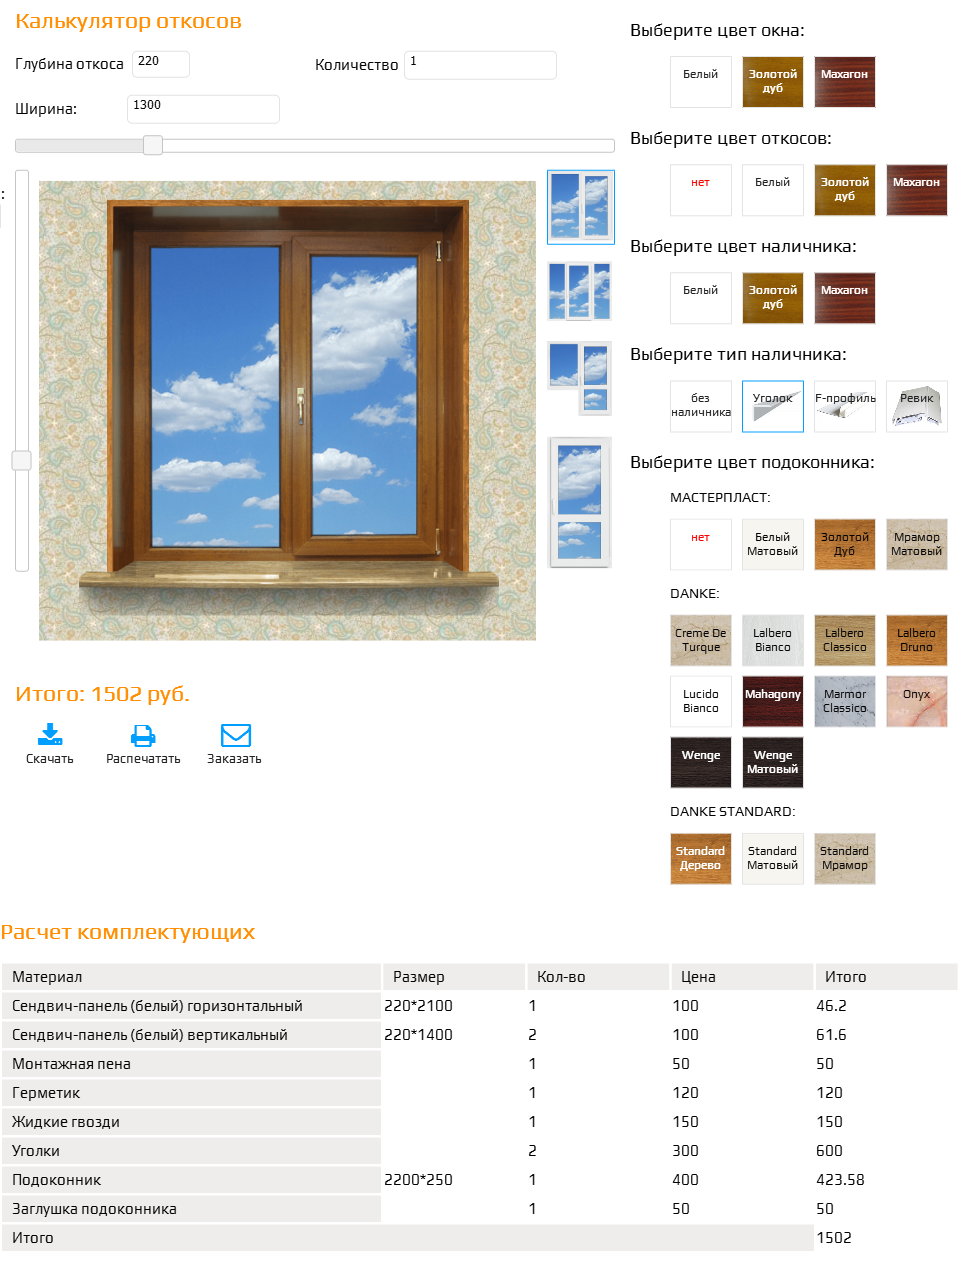 Калькулятор откосов
Глубина откоса 220 Количество 1
Ширина: 1300
:
Итого: 1502 руб.
Скачать Распечатать Заказать
Выберите цвет окна:
Белый
Золотой
дуб
Махагон
Выберите цвет откосов:
нет
Белый
Золотой
дуб
Махагон
Выберите цвет наличника:
Белый
Золотой
дуб
Махагон
Выберите тип наличника:
без
наличника
Уголок
F-профиль
Ревик
Выберите цвет подоконника:
МАСТЕРПЛАСТ:
нет
Белый
Матовый
Золотой
Дуб
Мрамор
Матовый
DANKE:
Creme De
Turque
Lalbero
Bianco
Lalbero
Classico
Lalbero
Druno
Lucido
Bianco
Mahagony
Marmor
Classico
Onyx
Wenge
Wenge
Матовый
DANKE STANDARD:
Standard
Дерево
Standard
Матовый
Standard
Мрамор
Расчет комплектующих
Материал Размер Кол-во Цена Итого
Сендвич-панель (белый) горизонтальный 220*2100 1 100 46.2
Сендвич-панель (белый) вертикальный 220*1400 2 100 61.6
Монтажная пена 1 50 50
Герметик 1 120 120
Жидкие гвозди 1 150 150
Уголки 2 300 600
Подоконник 2200*250 1 400 423.58
Заглушка подоконника 1 50 50
Итого 1502